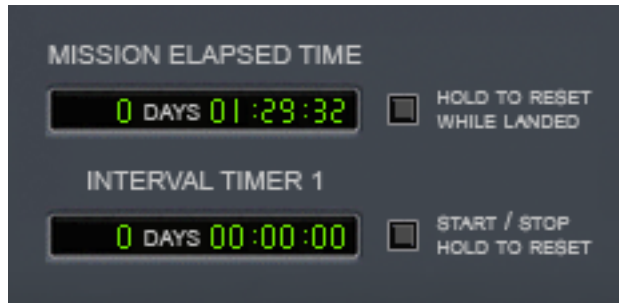 MISSION ELAPSED TIME
0 DAYS 01:29:32
HOLD TO RESET
WHILE LANDED
INTERVAL TIMER 1
0 DAYS 00:00:00
START / STOP
HOLD TO RESET